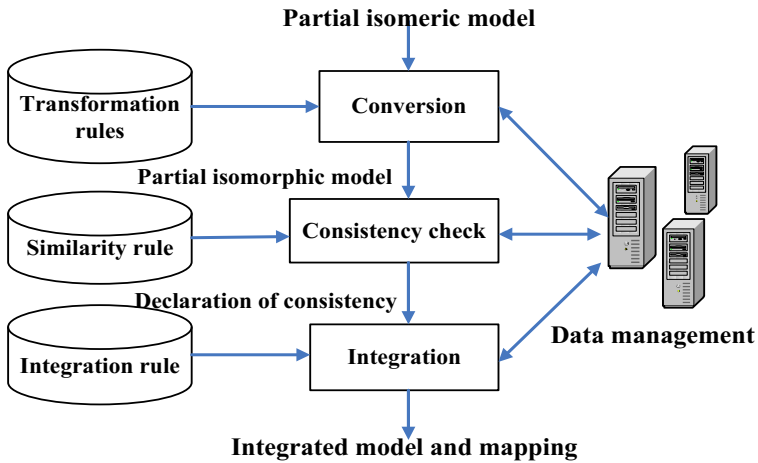 Partial isomeric model
Transformation
rules
Conversion
Partial isomorphic model
Similarity rule
Consistency check
Declaration of consistency
Data management
Integration rule
Integration
Integrated model and mapping